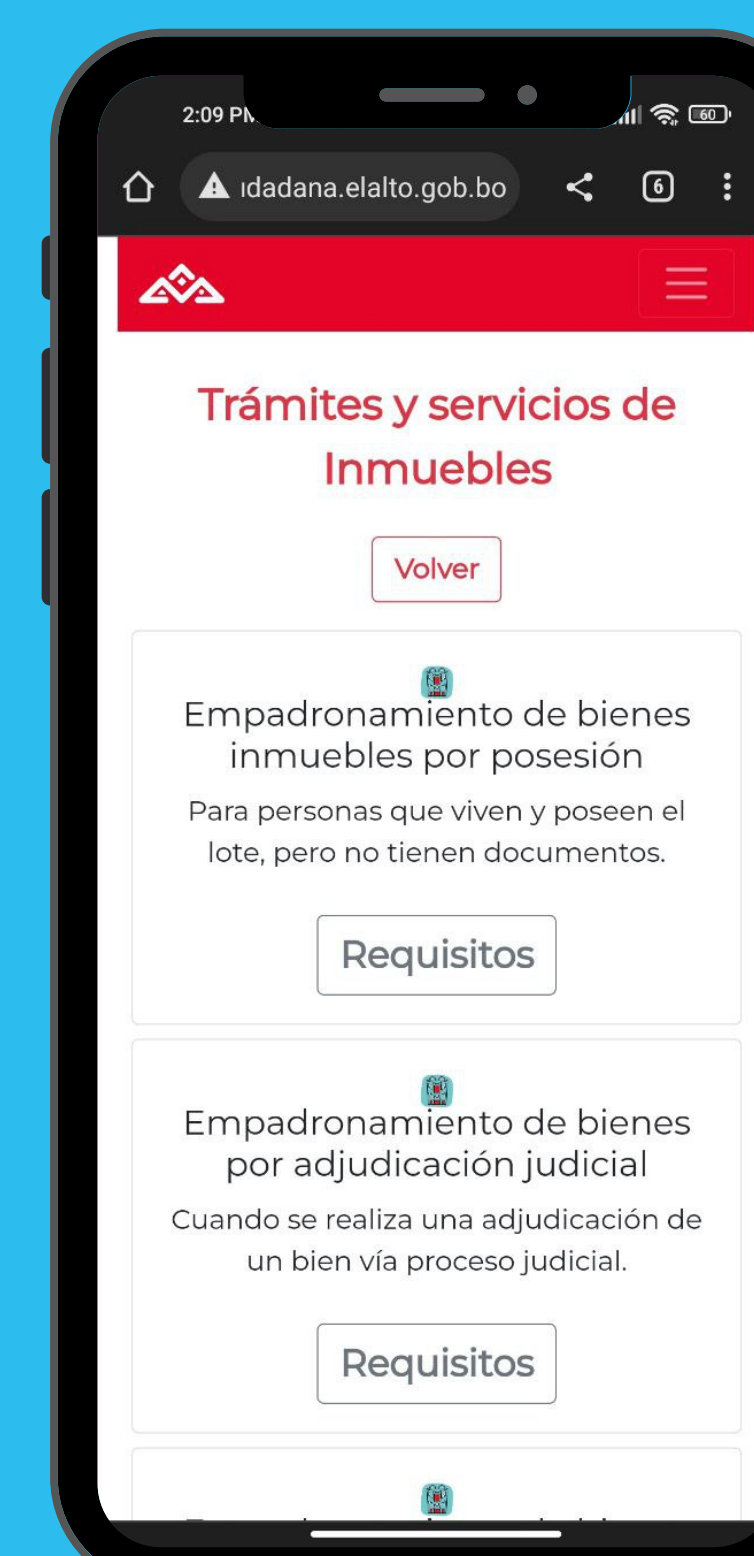 2:09
60
idadana.elalto.gob.bo
6
Trámites y servicios de
Inmuebles
Volver
Empadronamiento de bienes
inmuebles por posesión
Para personas que viven y poseen el
lote, pero no tienen documentos.
Requisitos
Empadronamiento de bienes
por adjudicación judicial
Cuando se realiza una adjudicación de
un bien vía proceso judicial.
Requisitos